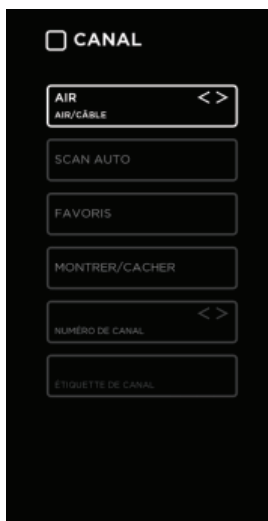 CANAL
AIR < >
AIR/CÂBLE
SCAN AUTO
FAVORIS
MONTRER/CACHER
< >
NUMÉRO DE CANAL
ÉTIQUETTE DE CANAL